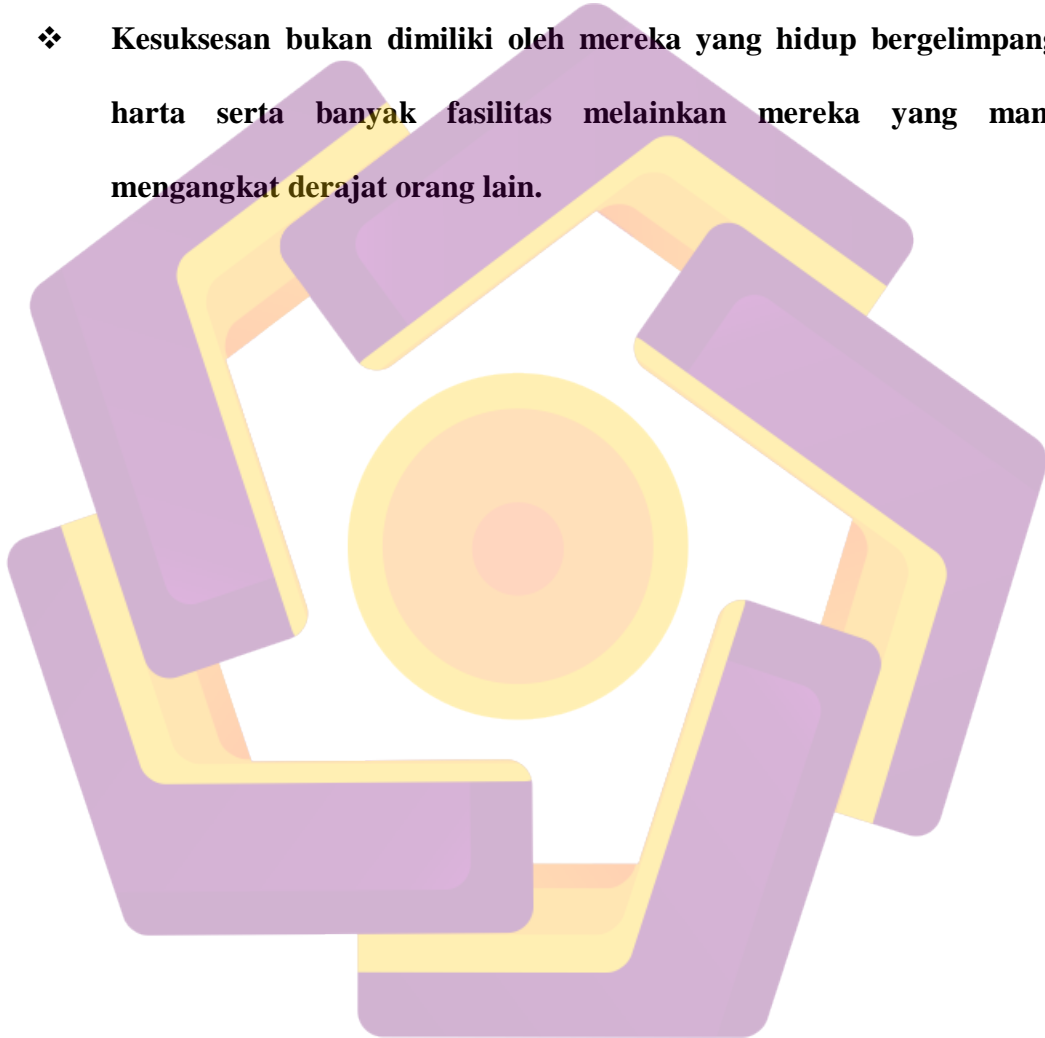 ❖ Kesuksesan bukan dimiliki oleh mereka yang hidup bergelimpang
harta serta banyak fasilitas melainkan mereka yang
mengangkat derajat orang lain.